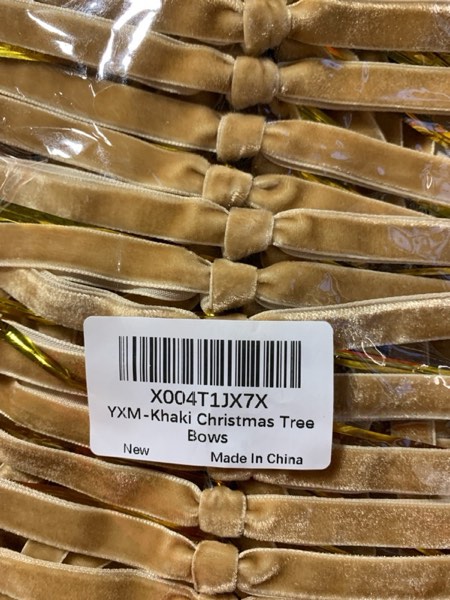 X004T1JX7X
YXM-Khaki Christmas Tree
Bows
New Made In China